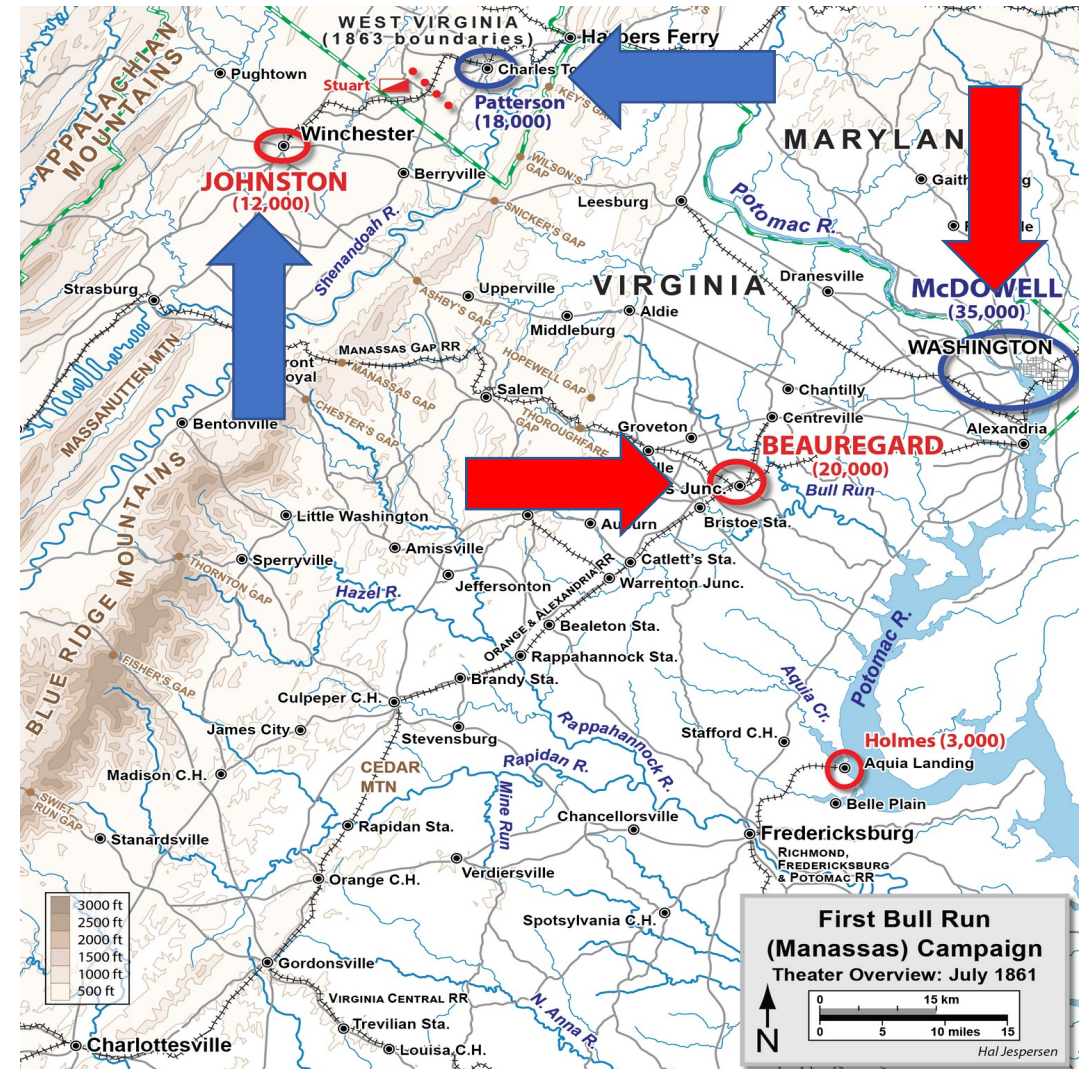 WEST VIRGINIA
(1863 boundaries)
Harpers Ferry
Pughtown
Stuart
Charles To
Patterson
(18,000)
KEY'S GAP
APPALACHIAN
MOUNTAINS
Winchester
MARYLAN
JOHNSTON
(12,000)
Berryville
WILSON'S
GAP
Leesburg
SNICKER'S GAP
Potomac R.
Shenandoah R.
Dranesville
VIRGINIA
McDOWELL
(35,000)
Strasburg
Upperville
ASHBY'S GAP
Aldie
Middleburg
WASHINGTON
MASSANUTTEN MTN
MANASSAS GAP RR
HOPEWELL GAP
MANASSAS GAP
Salem
Chantilly
CHESTER'S GAP
THOROUGHFARE
GAP
Centreville
Bentonville
Groveton
Alexandria
BEAUREGARD
(20,000)
Junc.
Bull Run
Little Washington
Bristoe Sta.
Amissville
Sperryville
Catlett's Sta.
THORNTON GAP
Jeffersonton
Warrenton Junc.
Hazel R.
BLUE RIDGE MOUNTAINS
ORANGE & ALEXANDRIA RR
Bealeton Sta.
Rappahannock Sta.
FISHER'S GAP
Brandy Sta.
Potomac R.
Aquia Cr.
Culpeper C.H.
James City
Stevensburg
Rappahannock R.
Stafford C.H.
Holmes (3,000)
Aquia Landing
Rapidan R.
CEDAR
MTN
Madison C.H.
Mine Run
SWIFT
RUN GAP
Belle Plain
Chancellorsville
Rapidan Sta.
Fredericksburg
Stanardsville
RICHMOND,
FREDERICKSBURG
& POTOMAC RR
Verdiersville
Orange C.H.
3000 ft
2500 ft
2000 ft
1500 ft
1000 ft
500 ft
Spotsylvania C.H.
Gordonsville
VIRGINIA CENTRAL RR
N. Anna R.
Trevilian Sta.
Charlottesville
Louisa C.H.
First Bull Run
(Manassas) Campaign
Theater Overview: July 1861
0 15 km
0 5 10 miles 15
N
Hal Jespersen